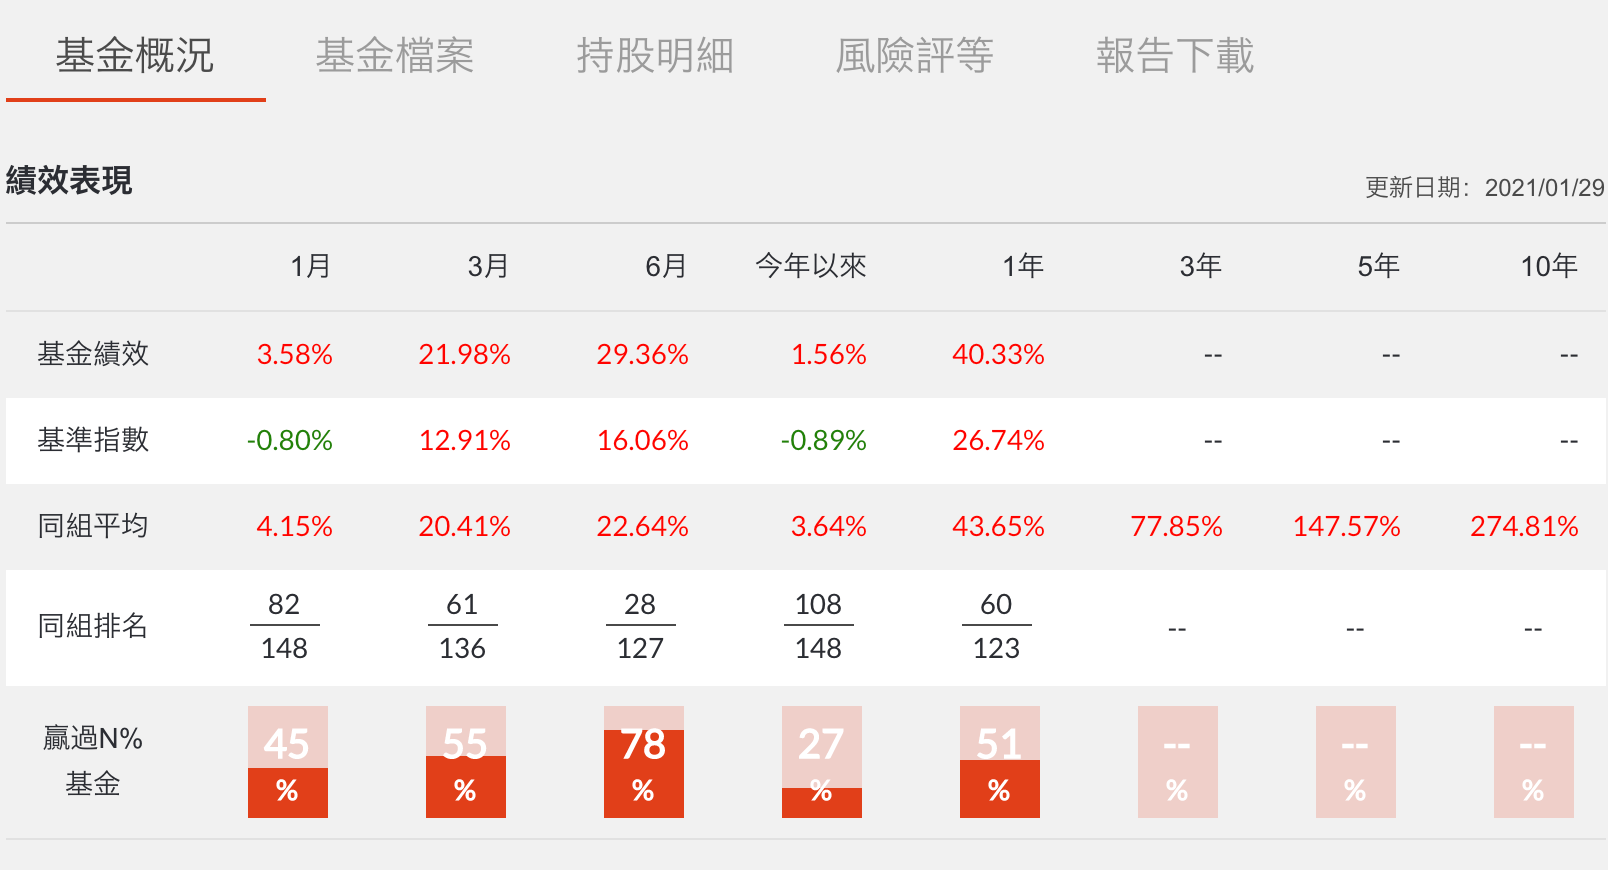 基金概況 基金檔案 持股明細 風險評等 報告下載
績效表現 更新日期：2021/01/29
1月 3月 6月 今年以來 1年 3年 5年 10年
基金績效 3.58% 21.98% 29.36% 1.56% 40.33% -- -- --
基準指數 -0.80% 12.91% 16.06% -0.89% 26.74% -- -- --
同組平均 4.15% 20.41% 22.64% 3.64% 43.65% 77.85% 147.57% 274.81%
82 61 28 108 60
同組排名 -- -- --
148 136 127 148 123
贏過N% 45 55 78 27 51 -- -- --
基金 % % % % % % % %